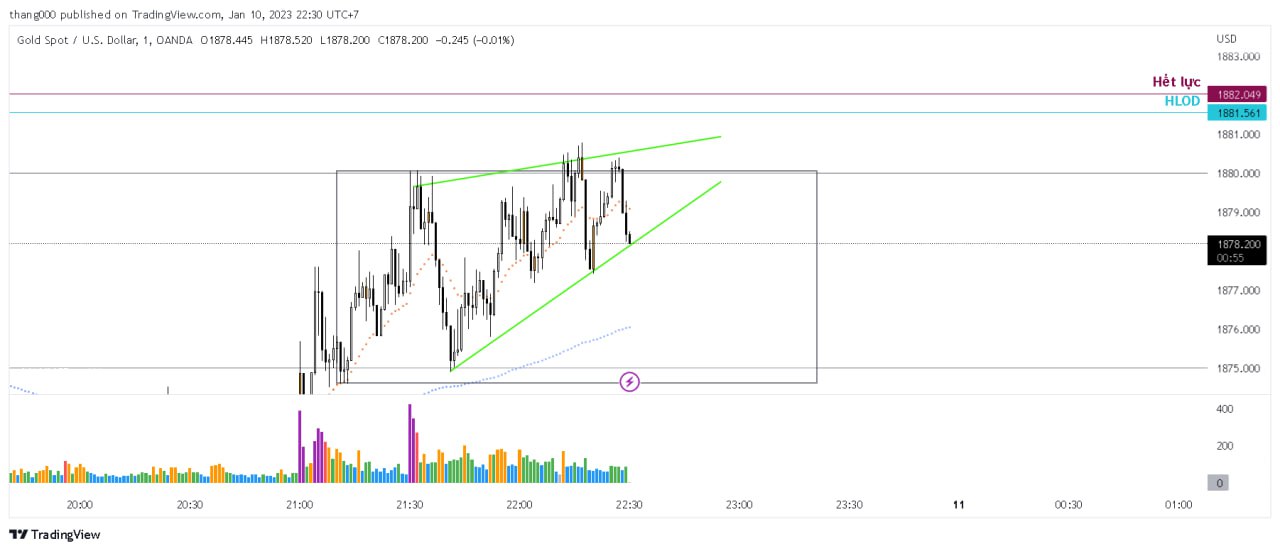 thang000 published on TradingView.com, Jan 10, 2023 22:30 UTC+7
Gold Spot / U.S. Dollar, 1, OANDA O1878.445 H1878.520 L1878.200 C1878.200 −0.245 (−0.01%)
USD
1883.000
Hết lực 1882.049
HLOD 1881.561
1881.000
1880.000
1879.000
1878.200
00:55
1877.000
1876.000
1875.000
400
200
0
20:00 20:30 21:00 21:30 22:00 22:30 23:00 23:30 11 00:30 01:00
TradingView